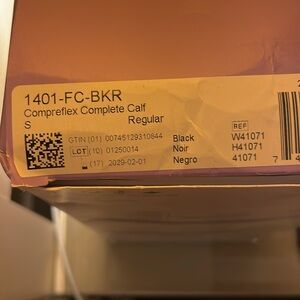 1401-FC-BKR
Compreflex Complete Calf
S Regular
GTIN (01) 00745129310844 Black REF W41071
LOT (10) 01250014 Noir H41071
(17) 2029-02-01 Negro 41071 7